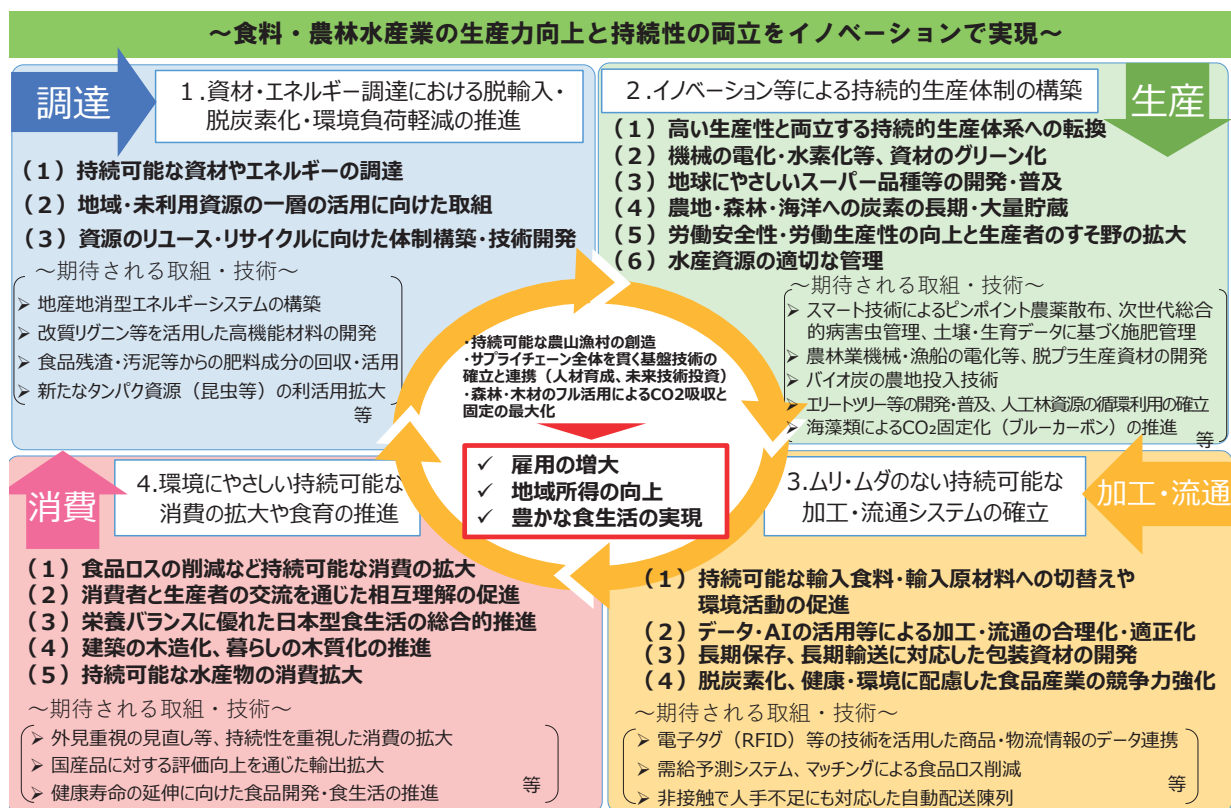 ~食料・農林水産業の生産力向上と持続性の両立をイノベーションで実現~
調達
1.資材・エネルギー調達における脱輸入・
脱炭素化・環境負荷軽減の推進
(1)持続可能な資材やエネルギーの調達
(2)地域・未利用資源の一層の活用に向けた取組
(3)資源のリユース・リサイクルに向けた体制構築・技術開発
~期待される取組・技術~
➢ 地産地消型エネルギーシステムの構築
➢ 改質リグニン等を活用した高機能材料の開発
➢ 食品残渣・汚泥等からの肥料成分の回収・活用
➢ 新たなタンパク資源(昆虫等)の利活用拡大
等
2.イノベーション等による持続的生産体制の構築
生産
(1)高い生産性と両立する持続的生産体系への転換
(2)機械の電化・水素化等、資材のグリーン化
(3)地球にやさしいスーパー品種等の開発・普及
(4)農地・森林・海洋への炭素の長期・大量貯蔵
(5)労働安全性・労働生産性の向上と生産者のすそ野の拡大
(6)水産資源の適切な管理
~期待される取組・技術~
➢ スマート技術によるピンポイント農薬散布、次世代総合
的病害虫管理、土壌・生育データに基づく施肥管理
➢ 農林業機械・漁船の電化等、脱プラ生産資材の開発
➢ バイオ炭の農地投入技術
➢ エリートツリー等の開発・普及、人工林資源の循環利用の確立
➢ 海藻類によるCO₂固定化(ブルーカーボン)の推進
等
・持続可能な農山漁村の創造
・サプライチェーン全体を貫く基盤技術の
確立と連携(人材育成、未来技術投資)
・森林・木材のフル活用によるCO2吸収と
固定の最大化
✓ 雇用の増大
✓ 地域所得の向上
✓ 豊かな食生活の実現
消費
4.環境にやさしい持続可能な
消費の拡大や食育の推進
(1)食品ロスの削減など持続可能な消費の拡大
(2)消費者と生産者の交流を通じた相互理解の促進
(3)栄養バランスに優れた日本型食生活の総合的推進
(4)建築の木造化、暮らしの木質化の推進
(5)持続可能な水産物の消費拡大
~期待される取組・技術~
➢ 外見重視の見直し等、持続性を重視した消費の拡大
➢ 国産品に対する評価向上を通じた輸出拡大
➢ 健康寿命の延伸に向けた食品開発・食生活の推進
等
3.ムリ・ムダのない持続可能な
加工・流通システムの確立
加工・流通
(1)持続可能な輸入食料・輸入原材料への切替えや
環境活動の促進
(2)データ・AIの活用等による加工・流通の合理化・適正化
(3)長期保存、長期輸送に対応した包装資材の開発
(4)脱炭素化、健康・環境に配慮した食品産業の競争力強化
~期待される取組・技術~
➢ 電子タグ(RFID)等の技術を活用した商品・物流情報のデータ連携
➢ 需給予測システム、マッチングによる食品ロス削減
➢ 非接触で人手不足にも対応した自動配送陳列
等